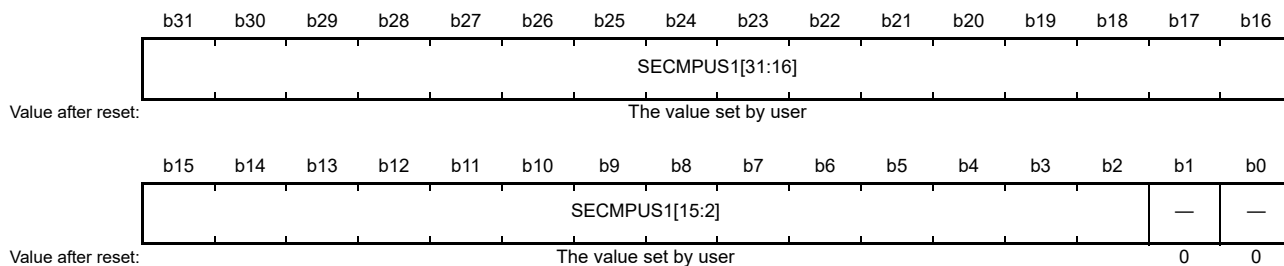 b31 b30 b29 b28 b27 b26 b25 b24 b23 b22 b21 b20 b19 b18 b17 b16
SECMPUS1[31:16]
Value after reset: The value set by user
b15 b14 b13 b12 b11 b10 b9 b8 b7 b6 b5 b4 b3 b2 b1 b0
SECMPUS1[15:2] — —
Value after reset: The value set by user 0 0